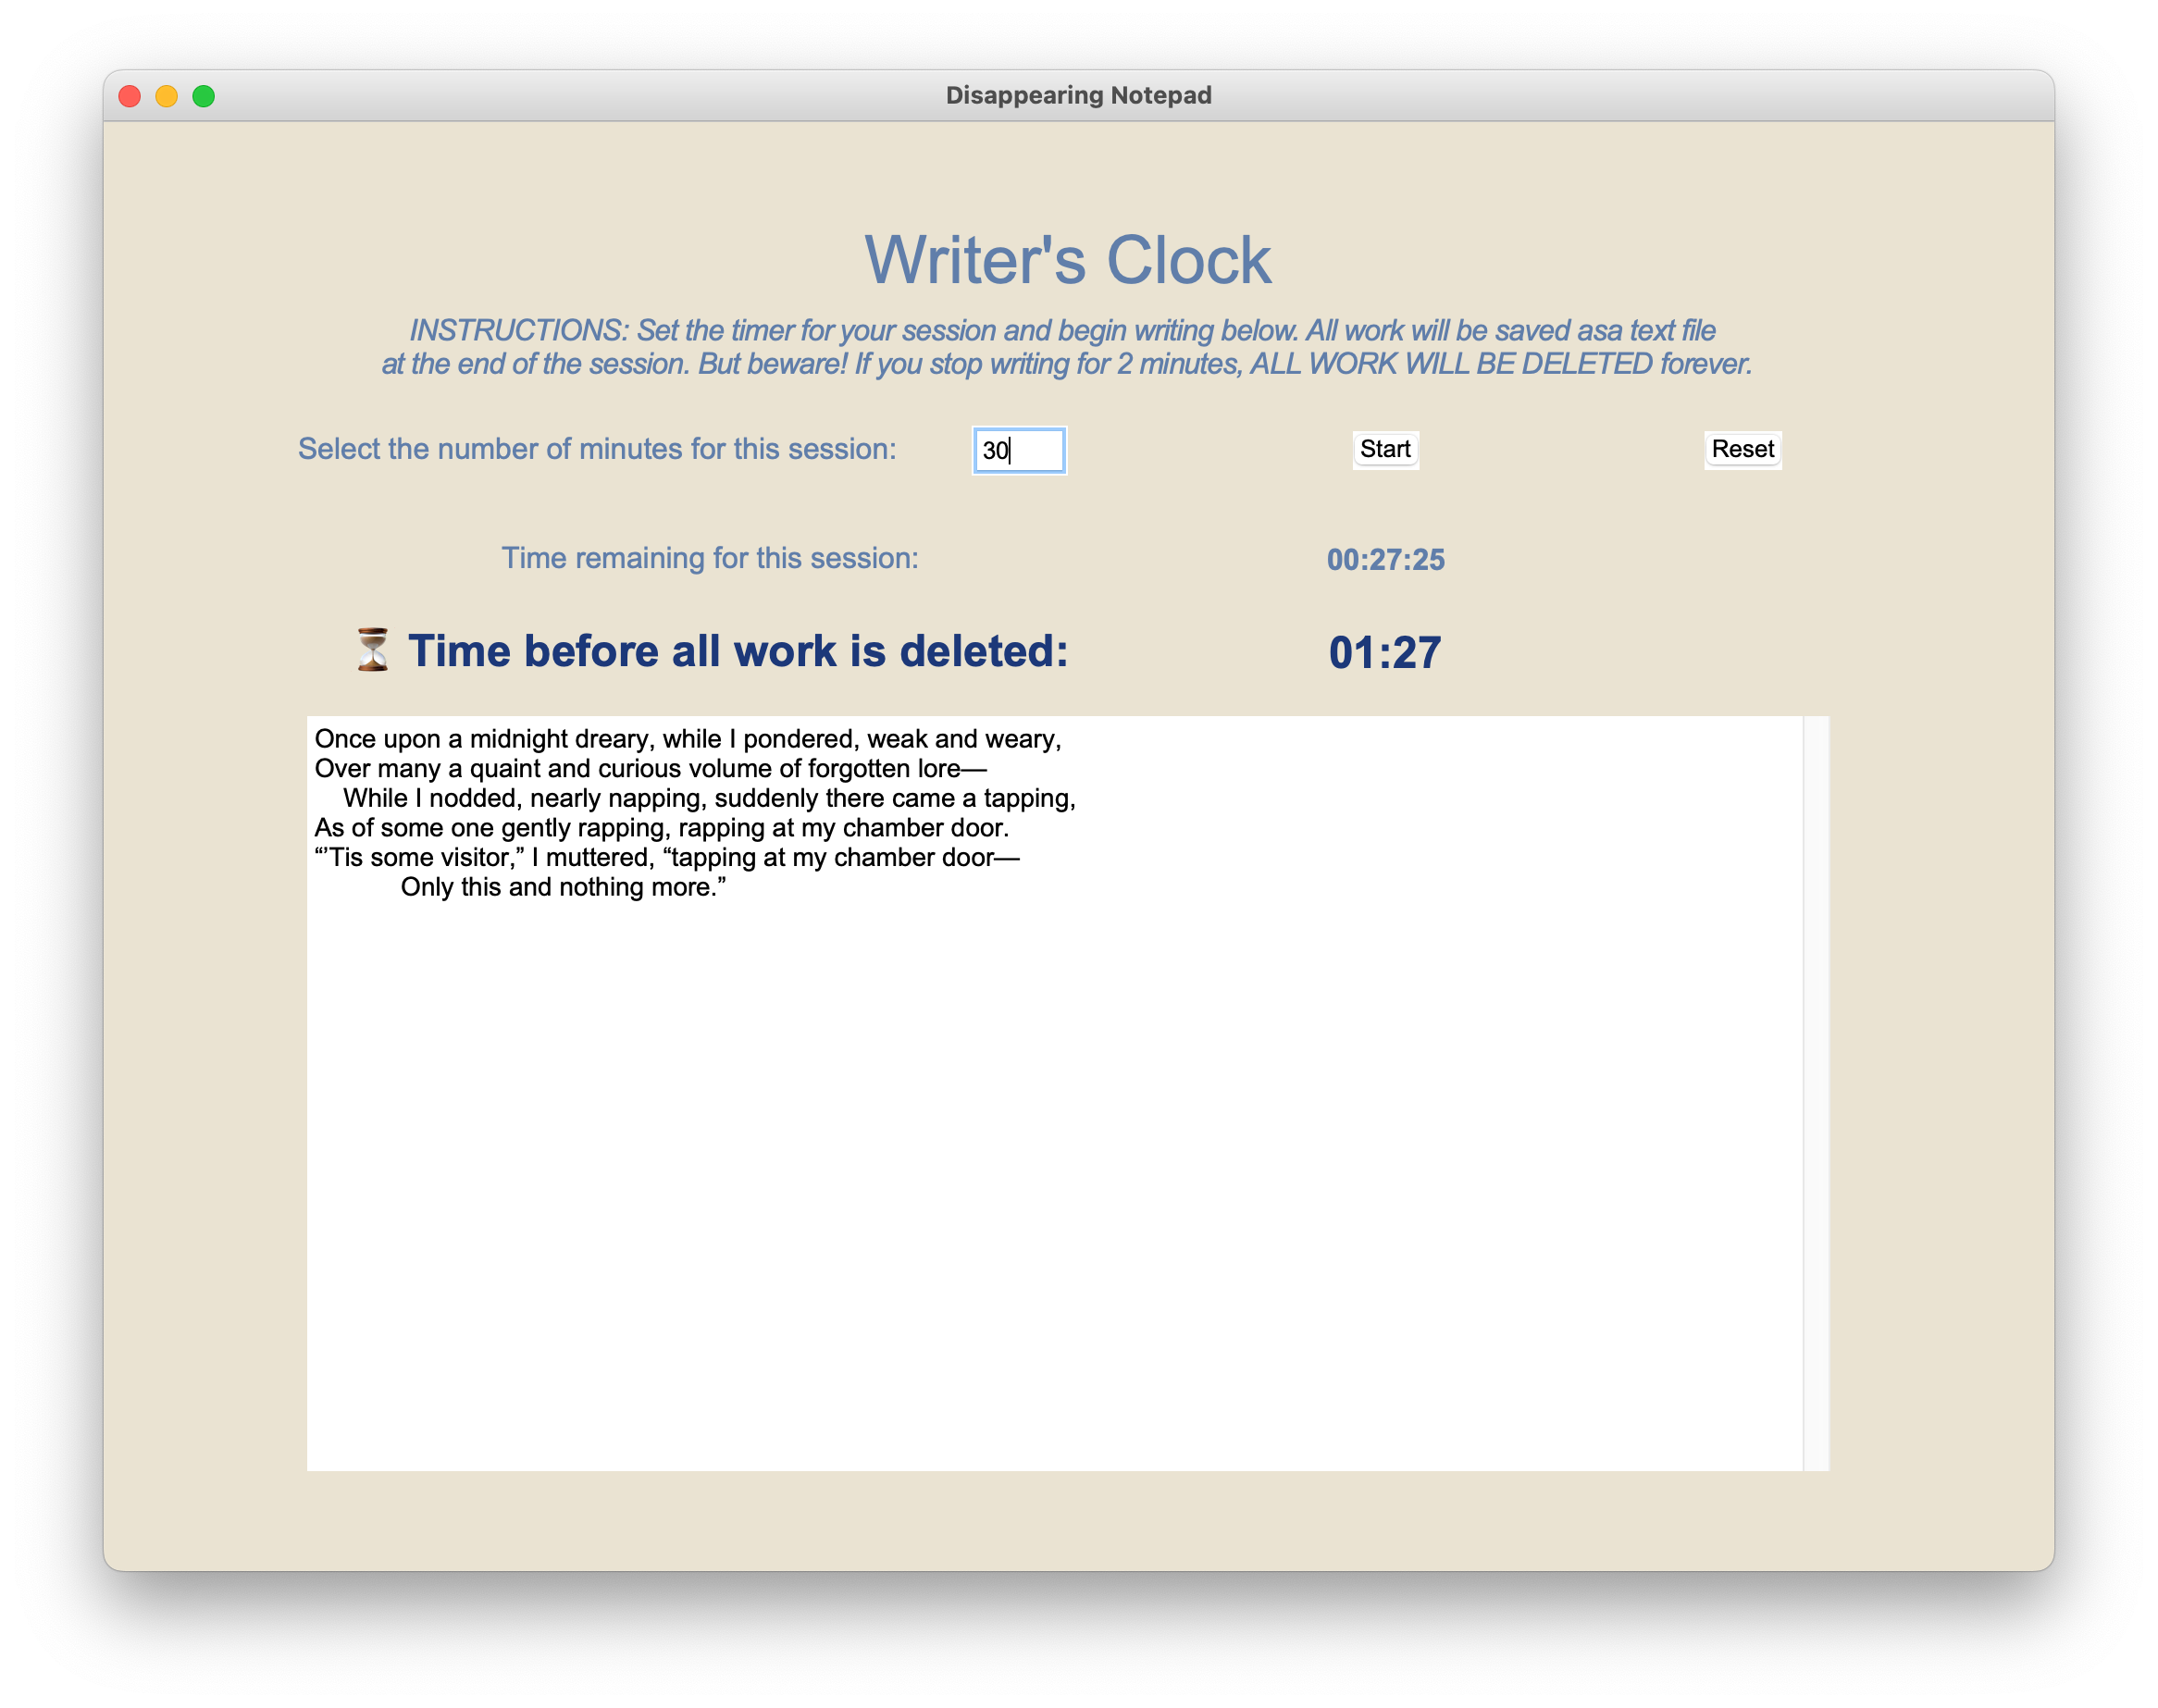 Disappearing Notepad
Writer's Clock
INSTRUCTIONS: Set the timer for your session and begin writing below. All work will be saved asa text file
at the end of the session. But beware! If you stop writing for 2 minutes, ALL WORK WILL BE DELETED forever.
Select the number of minutes for this session: 30 Start Reset
Time remaining for this session: 00:27:25
⏳ Time before all work is deleted: 01:27
Once upon a midnight dreary, while I pondered, weak and weary,
Over many a quaint and curious volume of forgotten lore—
    While I nodded, nearly napping, suddenly there came a tapping,
As of some one gently rapping, rapping at my chamber door.
“’Tis some visitor,” I muttered, “tapping at my chamber door—
            Only this and nothing more.”